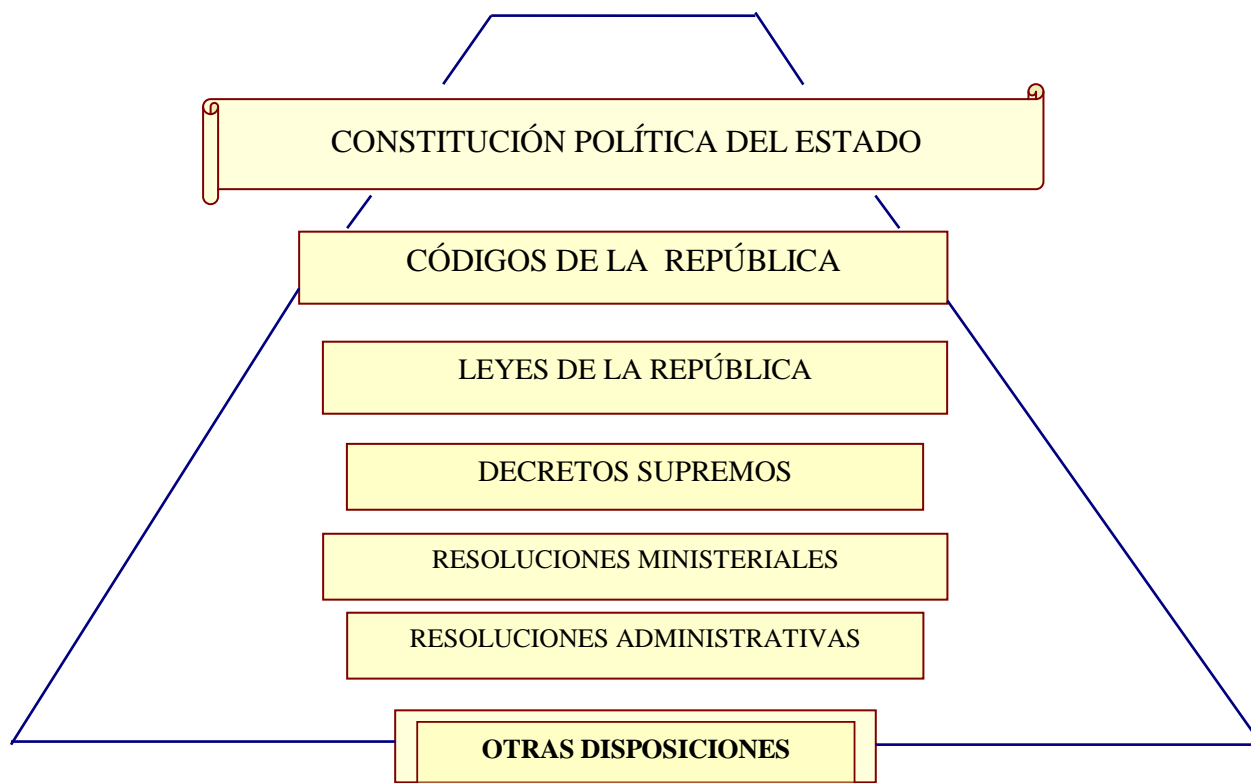 CONSTITUCIÓN POLÍTICA DEL ESTADO
CÓDIGOS DE LA REPÚBLICA
LEYES DE LA REPÚBLICA
DECRETOS SUPREMOS
RESOLUCIONES MINISTERIALES
RESOLUCIONES ADMINISTRATIVAS
OTRAS DISPOSICIONES